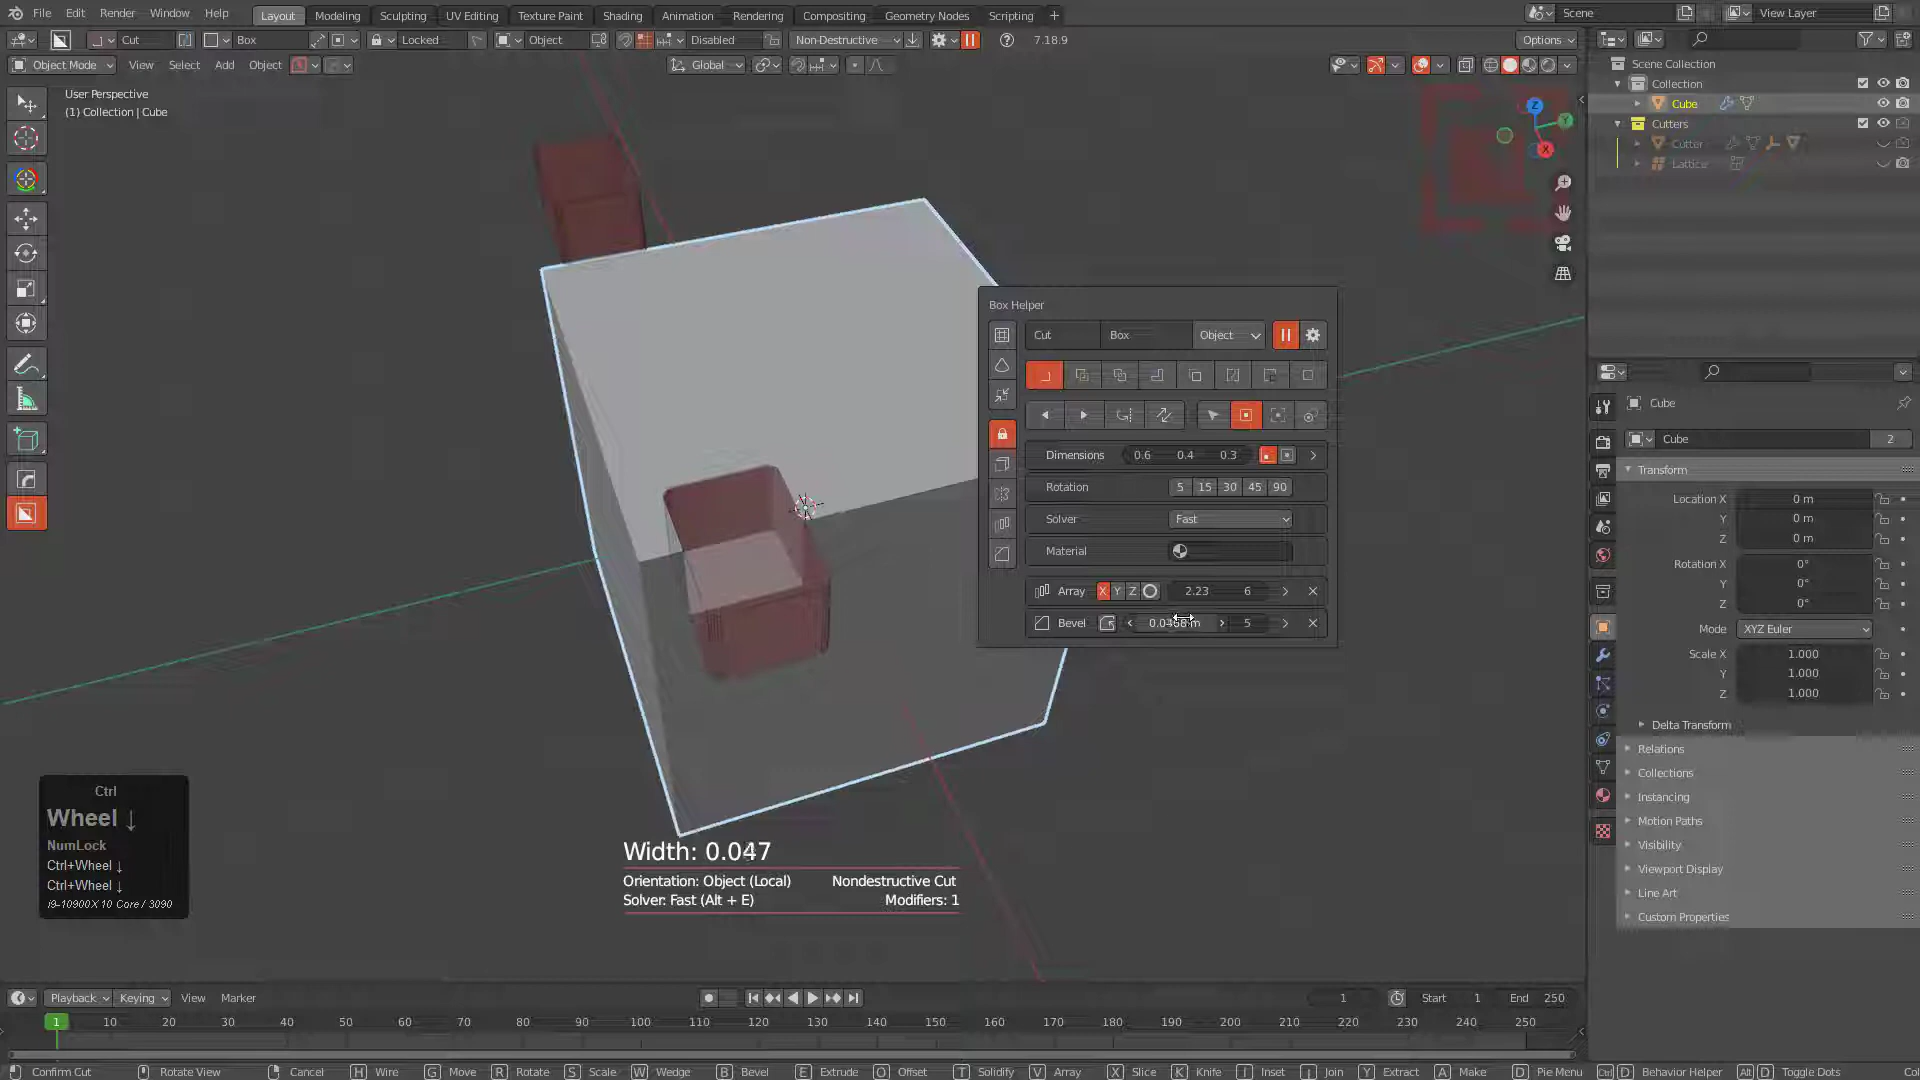 File Edit Render Window Help Layout Modeling Sculpting UV Editing Texture Paint Shading Animation Rendering Compositing Geometry Nodes Scripting + Scene View Layer
Cut Box Locked Object Disabled Non-Destructive 7.18.9 Options
Object Mode View Select Add Object Global
User Perspective
(1) Collection | Cube
Scene Collection
Collection
Cube
Cutters
Cutter
Lattice
Z
Y
X
Box Helper
Cut Box Object
Dimensions 0.6 0.4 0.3
Rotation 5 15 30 45 90
Solver Fast
Material
Array X Y Z 2.23 6
Bevel 5
Cube
Cube 2
Transform
Location X 0 m
Y 0 m
Z 0 m
Rotation X 0°
Y 0°
Z 0°
Mode XYZ Euler
Scale X 1.000
Y 1.000
Z 1.000
Delta Transform
Relations
Collections
Instancing
Motion Paths
Visibility
Viewport Display
Line Art
Custom Properties
Ctrl
Wheel ↓
NumLock
Ctrl+Wheel ↓
Ctrl+Wheel ↓
i9-10900X 10 Core / 3090
Width: 0.047
Orientation: Object (Local) Nondestructive Cut
Solver: Fast (Alt + E) Modifiers: 1
Playback Keying View Marker 1 Start 1 End 250
1 10 20 30 40 50 60 70 80 90 100 110 120 130 140 150 160 170 180 190 200 210 220 230 240 250
Confirm Cut Rotate View Cancel H Wire G Move R Rotate S Scale W Wedge B Bevel E Extrude O Offset T Solidify V Array X Slice K Knife I Inset J Join Y Extract A Make D Pie Menu Ctrl D Behavior Helper Alt D Toggle Dots